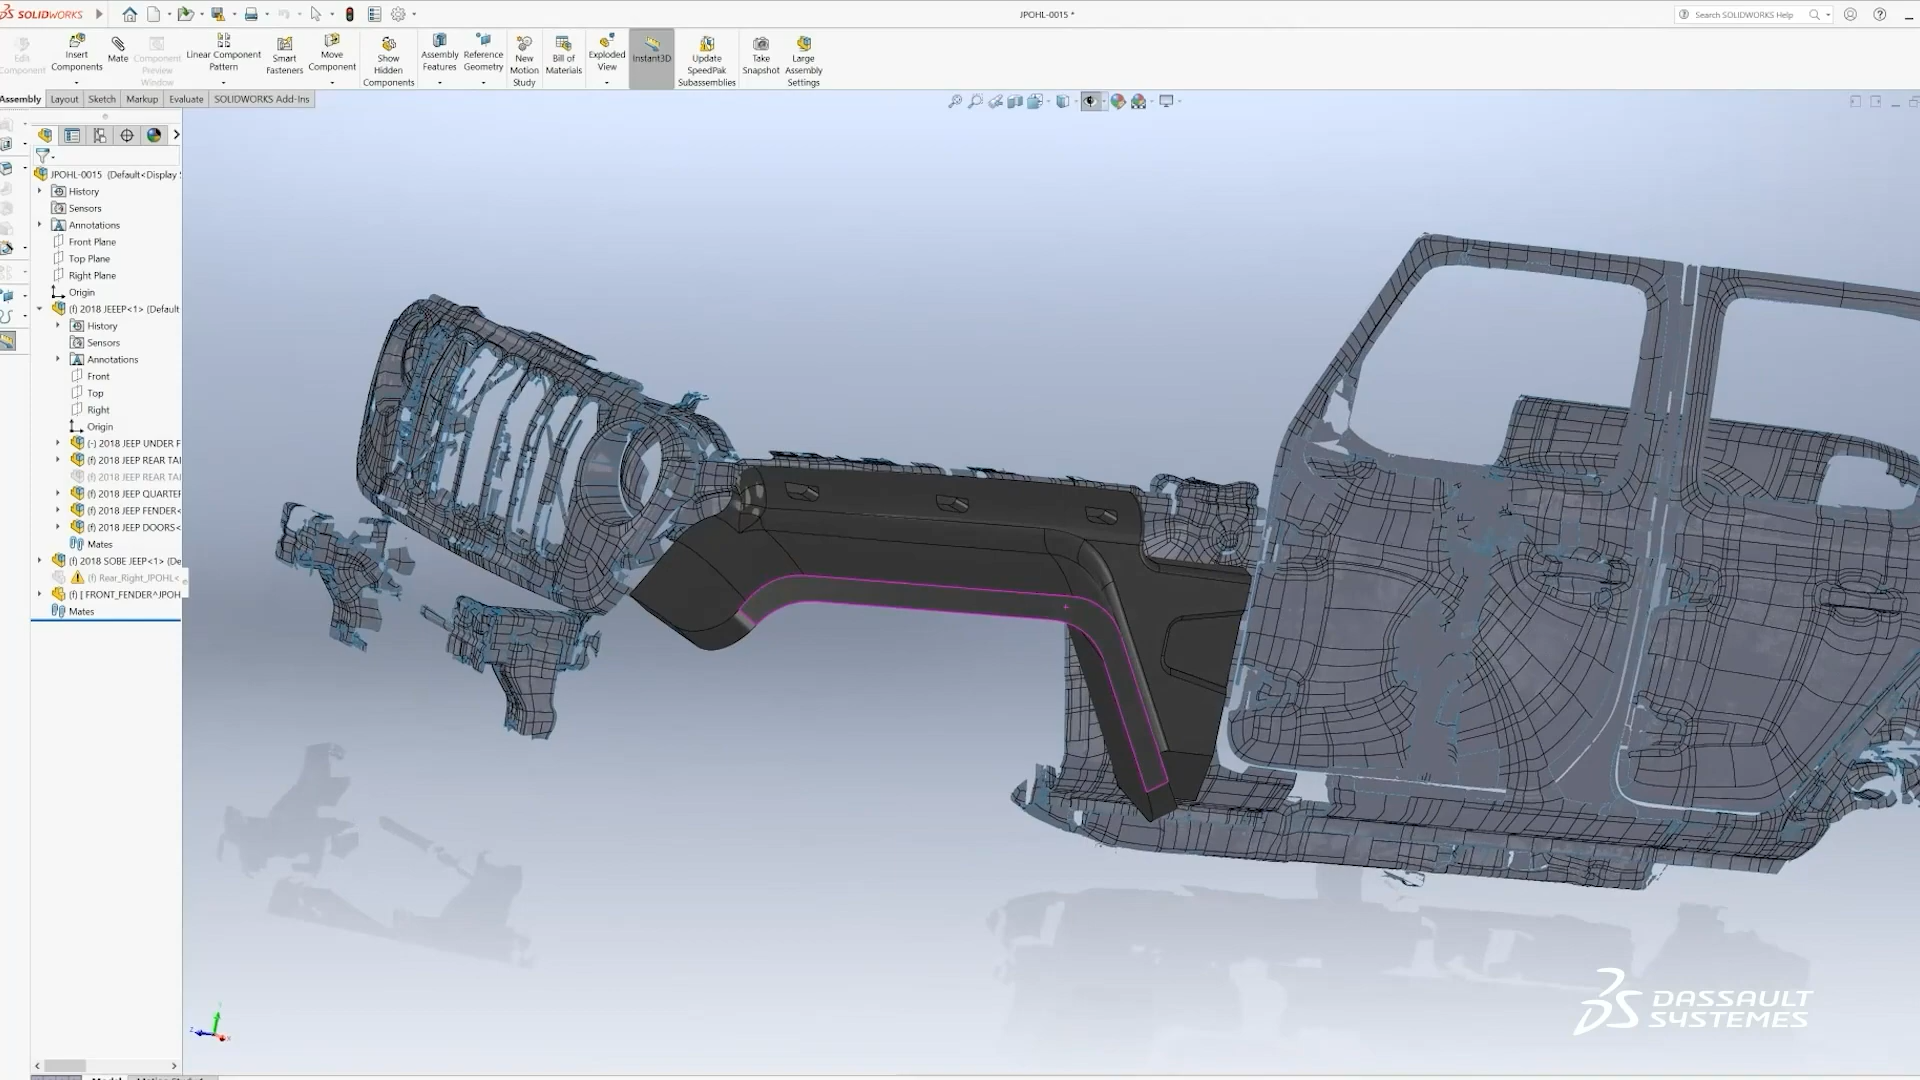 SOLIDWORKS
JPOHL-0015 *
Search SOLIDWORKS Help
Edit Component
Insert Components
Mate
Component Preview Window
Linear Component Pattern
Smart Fasteners
Move Component
Show Hidden Components
Assembly Features
Reference Geometry
New Motion Study
Bill of Materials
Exploded View
Instant3D
Update SpeedPak Subassemblies
Take Snapshot
Large Assembly Settings
Assembly
Layout
Sketch
Markup
Evaluate
SOLIDWORKS Add-Ins
JPOHL-0015 (Default<Display
History
Sensors
Annotations
Front Plane
Top Plane
Right Plane
Origin
(f) 2018 JEEEP<1> (Default
History
Sensors
Annotations
Front
Top
Right
Origin
(-) 2018 JEEP UNDER F
(f) 2018 JEEP REAR TAI
(f) 2018 JEEP REAR TAI
(f) 2018 JEEP QUARTER
(f) 2018 JEEP FENDER<
(f) 2018 JEEP DOORS<
Mates
(f) 2018 SOBE JEEP<1> (De
(f) Rear_Right_JPOHL<
(f) [ FRONT_FENDER^JPOH
Mates
DASSAULT
SYSTEMES